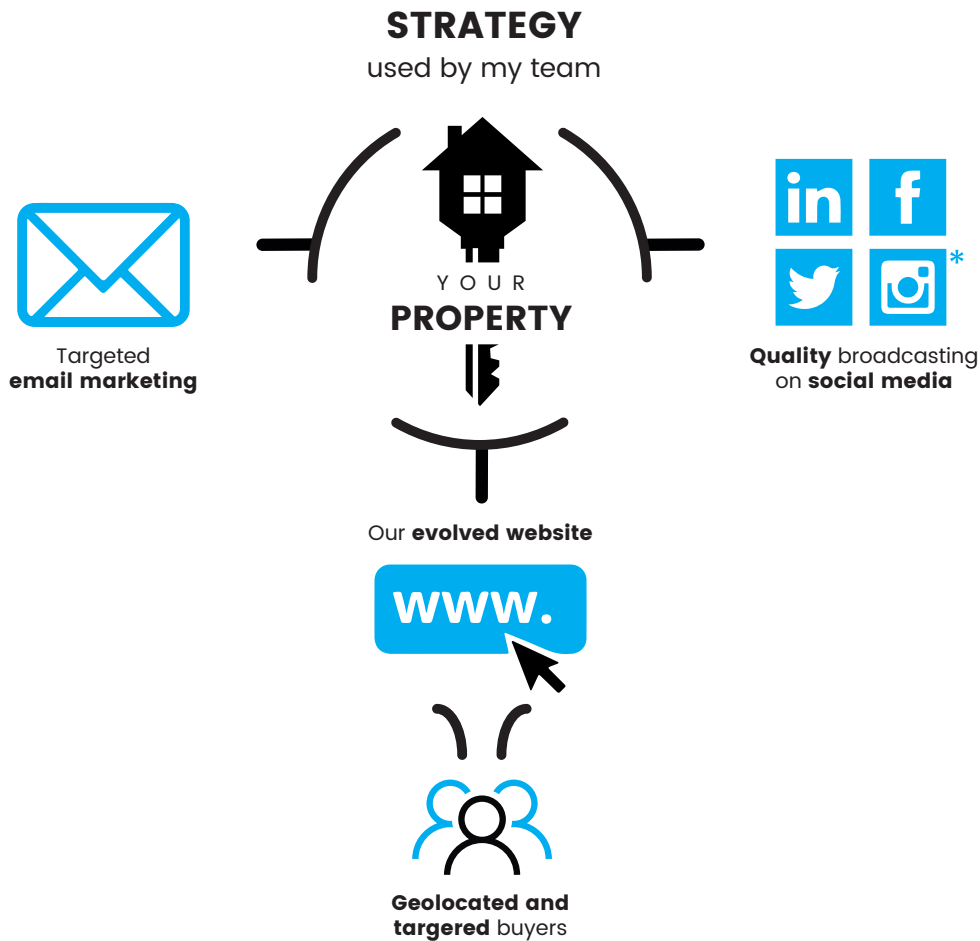 STRATEGY
used by my team
YOUR
PROPERTY
Targeted
email marketing
in f
*
Quality broadcasting
on social media
Our evolved website
www.
Geolocated and
targered buyers